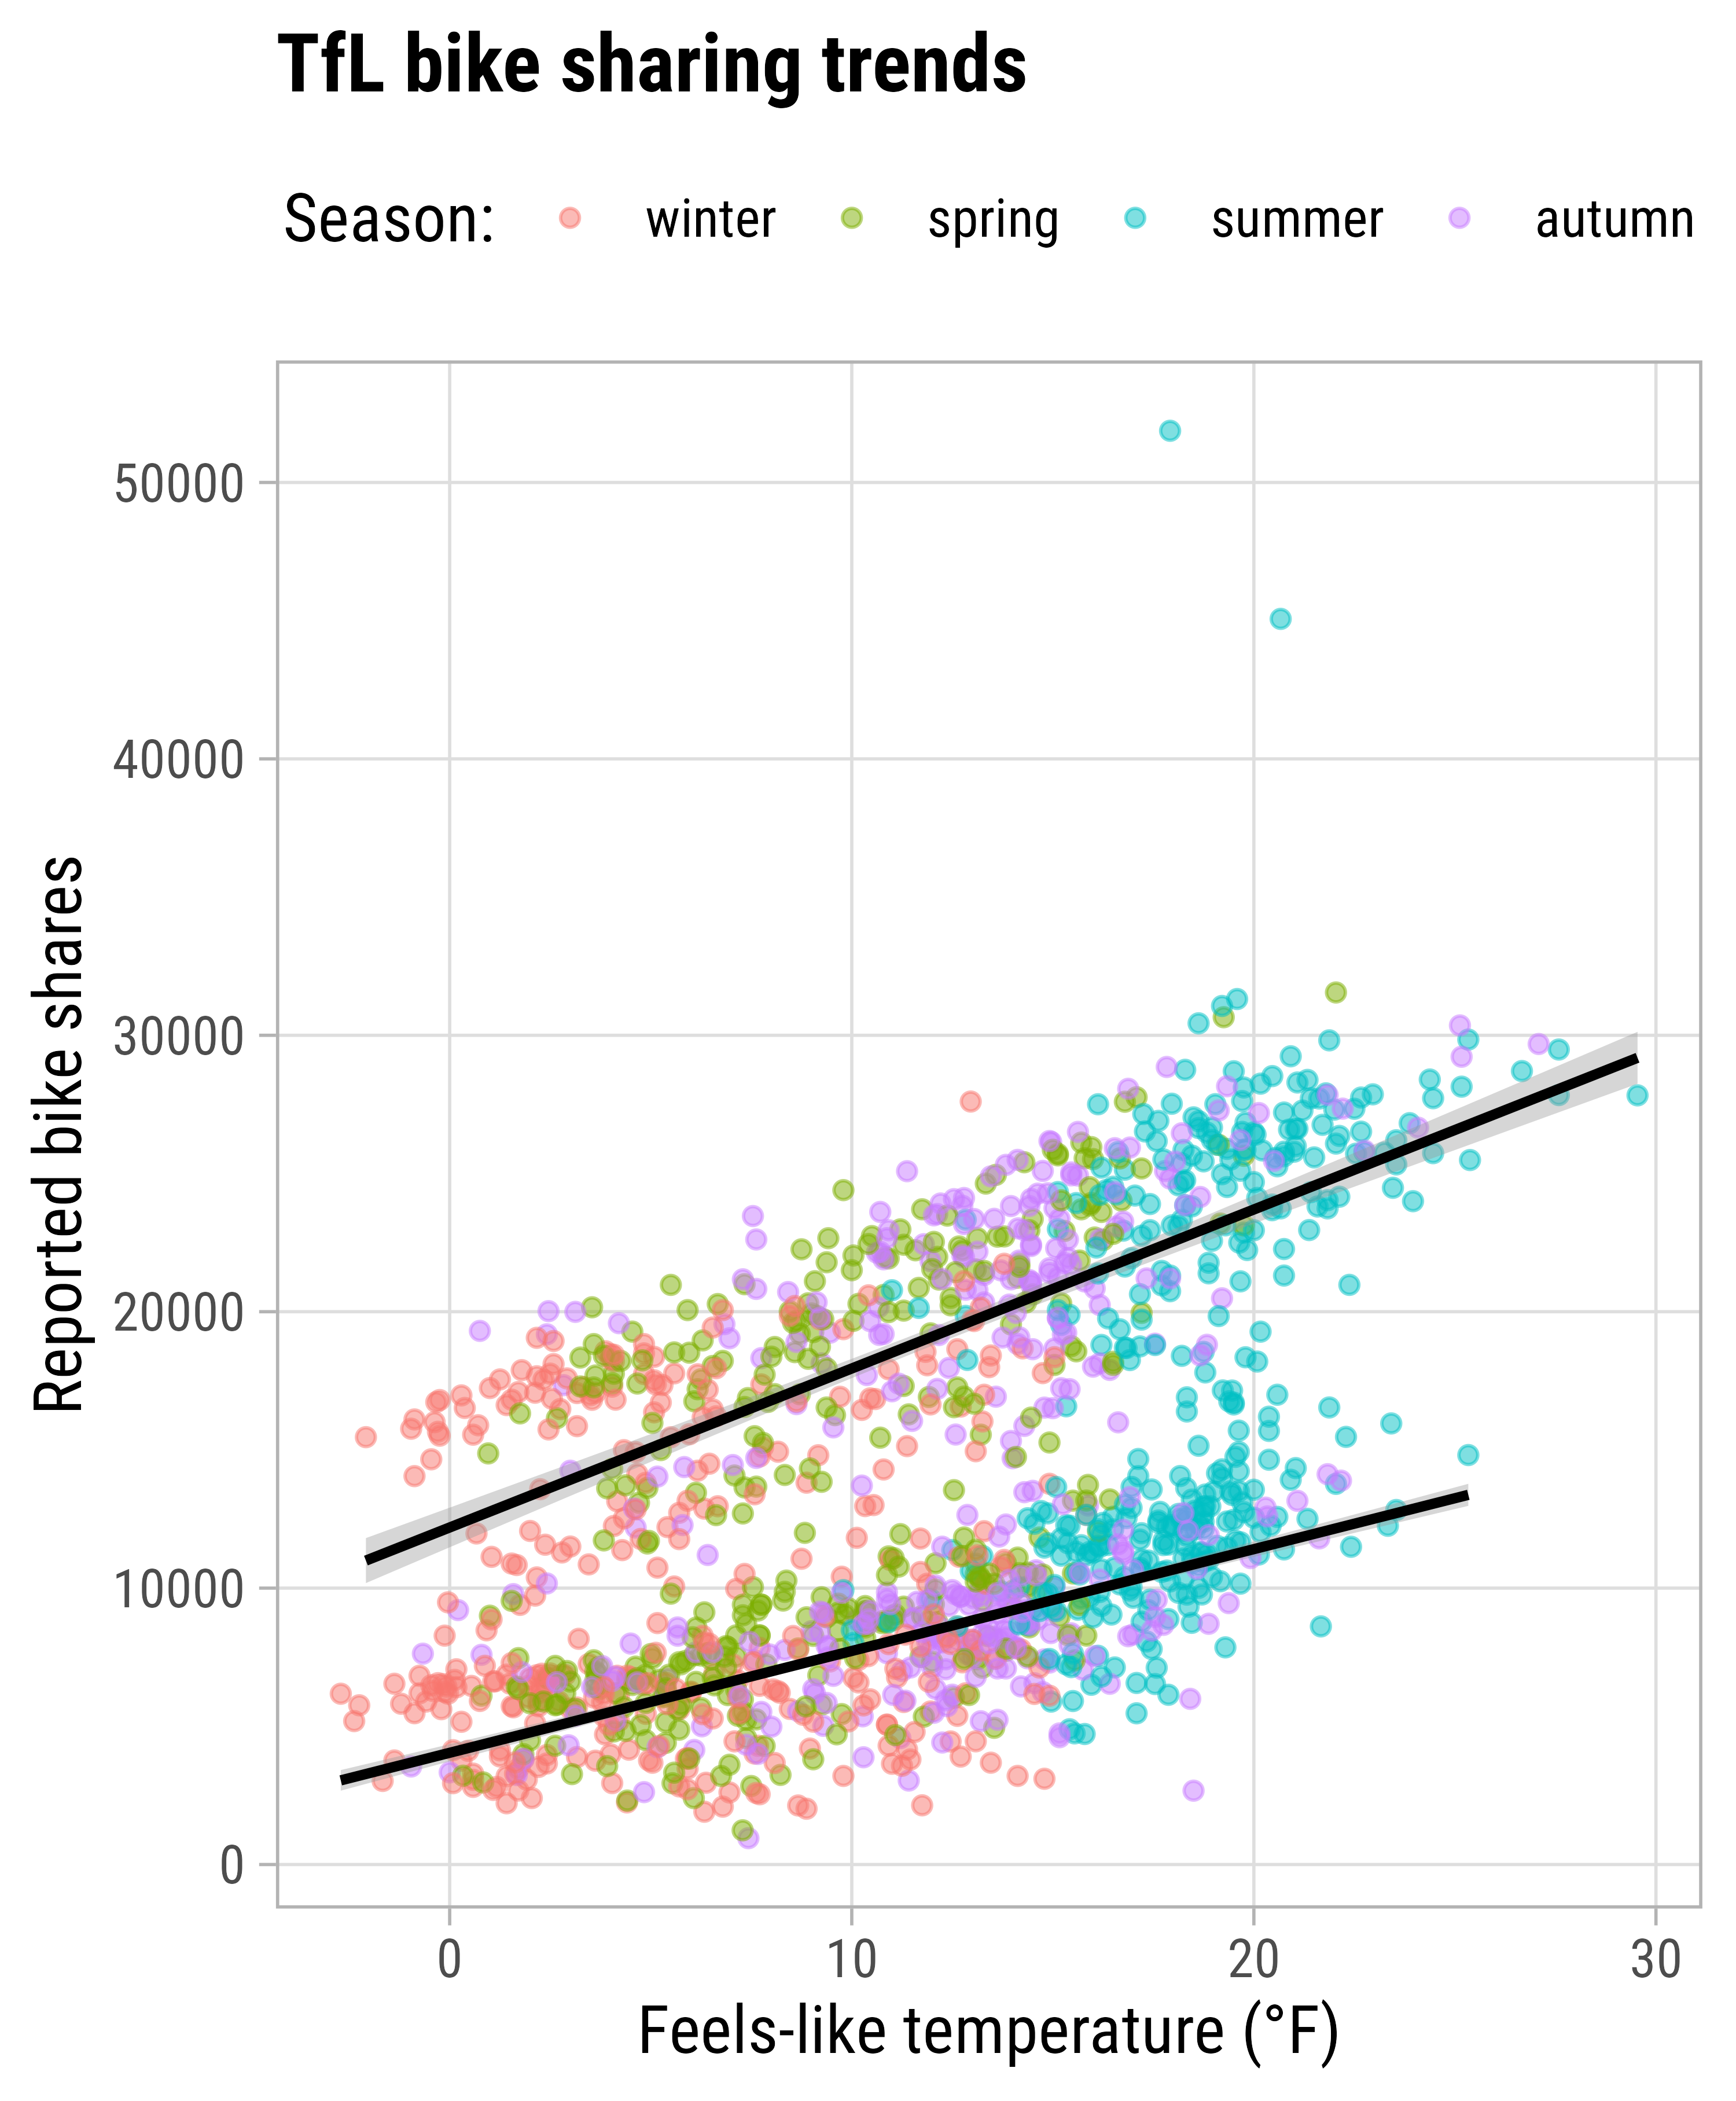 TfL bike sharing trends
Season: winter spring summer autumn
50000
40000
30000
20000
10000
0
Reported bike shares
0 10 20 30
Feels-like temperature (°F)